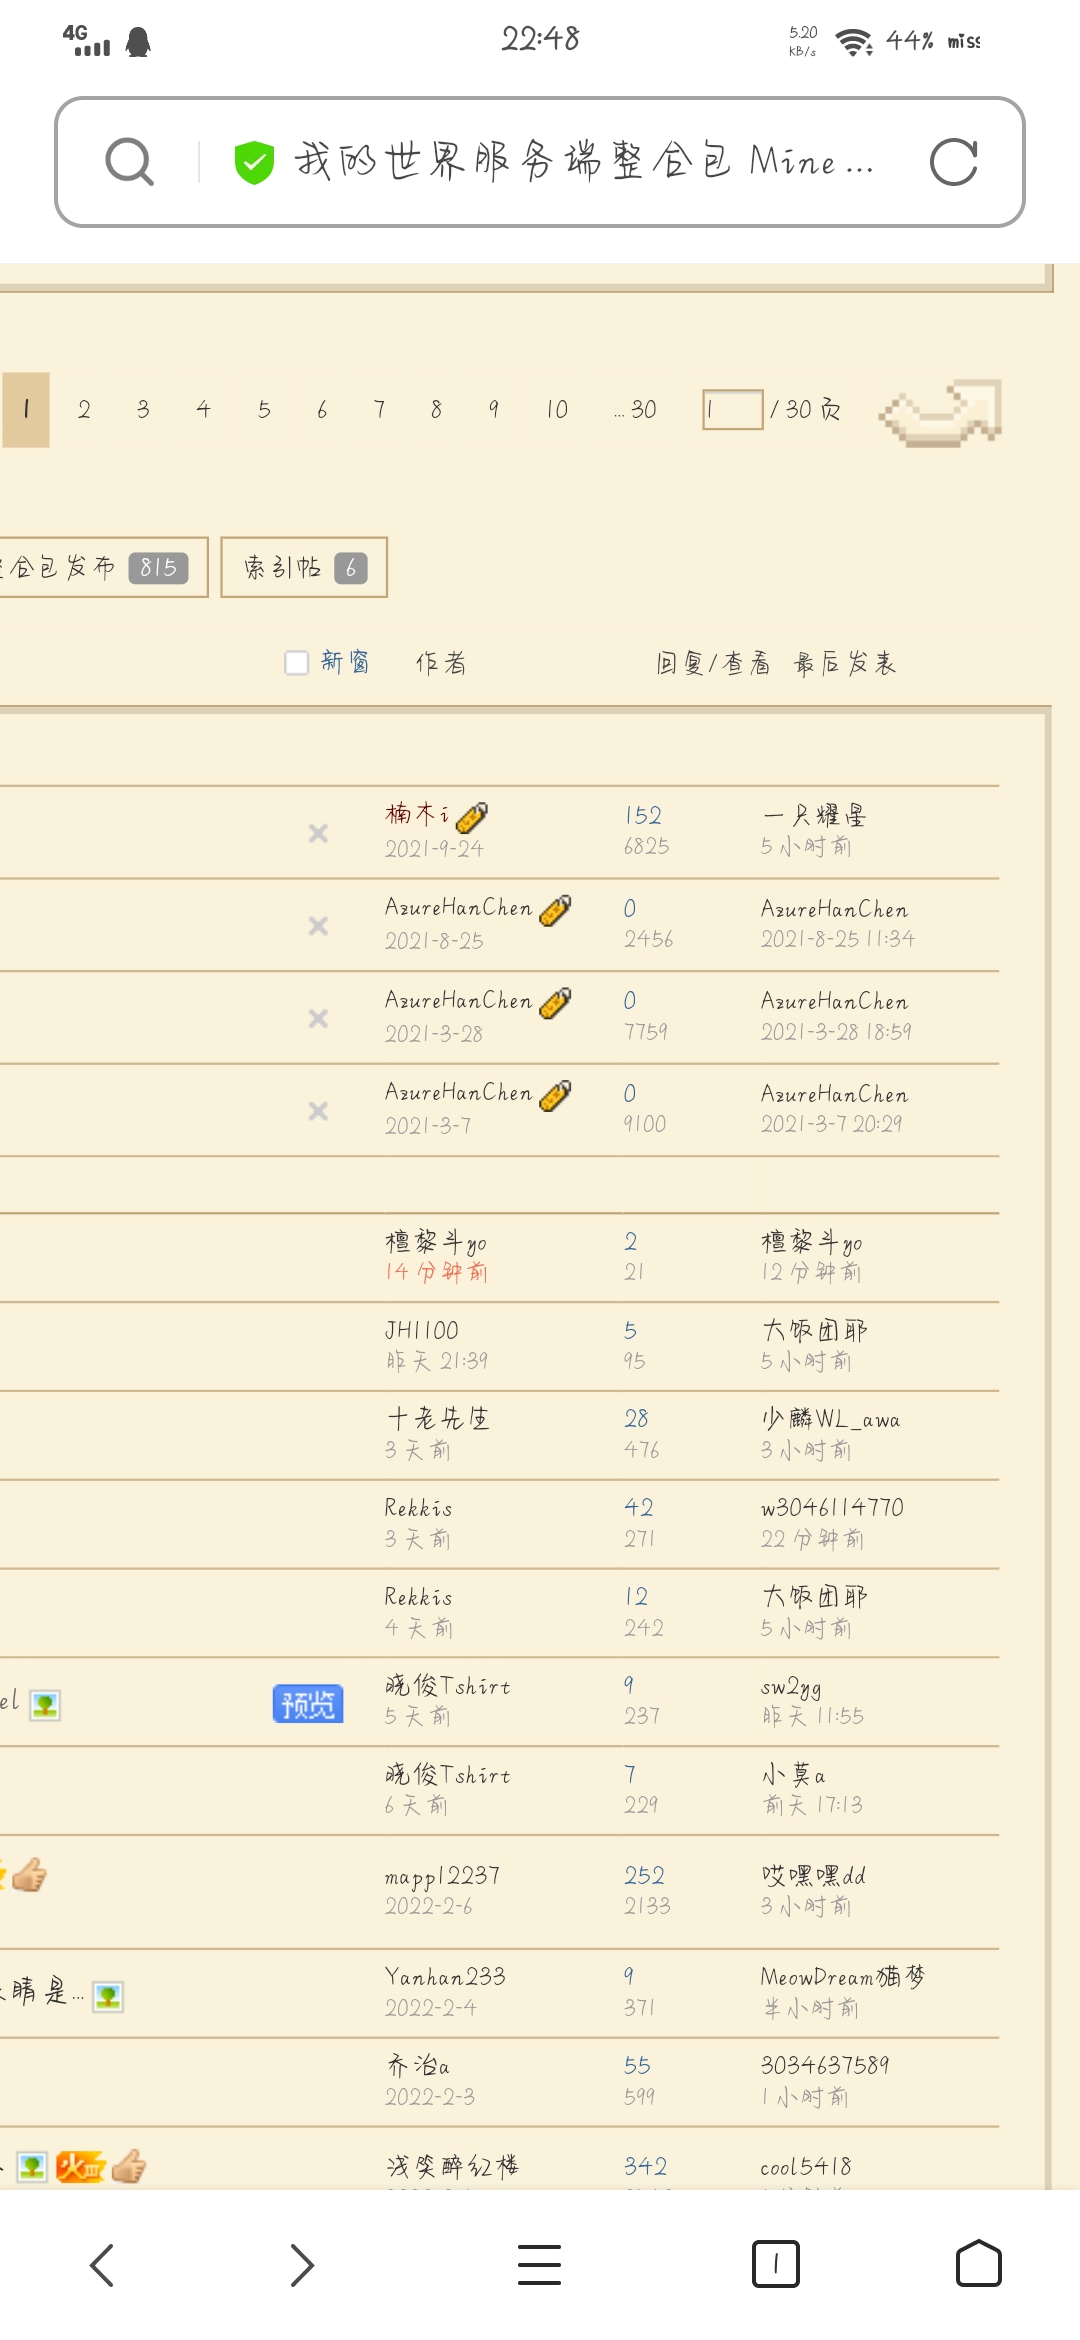 4G 22:48 5.20 KB/s 44% miss
我的世界服务端整合包 Mine...
1 2 3 4 5 6 7 8 9 10 ... 30 1 / 30 页
合包发布 815 索引帖 6
新窗 作者 回复/查看 最后发表
楠木i 152 一只耀星
2021-9-24 6825 5 小时前
AzureHanChen 0 AzureHanChen
2021-8-25 2456 2021-8-25 11:34
AzureHanChen 0 AzureHanChen
2021-3-28 7759 2021-3-28 18:59
AzureHanChen 0 AzureHanChen
2021-3-7 9100 2021-3-7 20:29
檀黎斗yo 2 檀黎斗yo
14 分钟前 21 12 分钟前
JH1100 5 大饭团耶
昨天 21:39 95 5 小时前
十老先生 28 少麟WL_awa
3 天前 476 3 小时前
Rekkis 42 w3046114770
3 天前 271 22 分钟前
Rekkis 12 大饭团耶
4 天前 242 5 小时前
el 预览 晓俊Tshirt 9 sw2yg
5 天前 237 昨天 11:55
晓俊Tshirt 7 小莫a
6 天前 229 前天 17:13
mapp12237 252 哎嘿嘿dd
2022-2-6 2133 3 小时前
睛是... Yanhan233 9 MeowDream猫梦
2022-2-4 371 半小时前
乔治a 55 3034637589
2022-2-3 599 1 小时前
火 浅笑醉红楼 342 cool5418
1